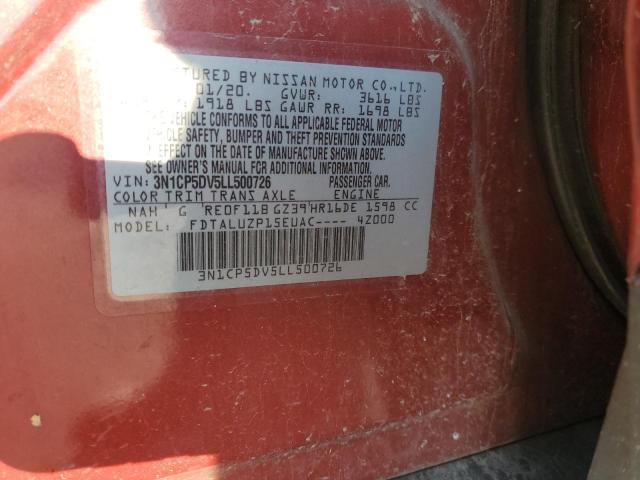 TURED BY NISSAN MOTOR CO.,LTD.
01/20. GVWR: 3616 LBS
1918 LBS GAWR RR: 1698 LBS
VEHICLE CONFORMS TO ALL APPLICABLE FEDERAL MOTOR
VEHICLE SAFETY, BUMPER AND THEFT PREVENTION STANDARDS
EFFECT ON THE DATE OF MANUFACTURE SHOWN ABOVE.
SEE OWNER'S MANUAL FOR ADDITIONAL INFORMATION.
VIN: 3N1CP5DV5LL500726 PASSENGER CAR.
COLOR TRIM TRANS AXLE ENGINE
NAH G RE0F11B GZ39 HR16DE 1598 CC
MODEL: FDTALUZP15EUAC---- 4Z000
3N1CP5DV5LL500726